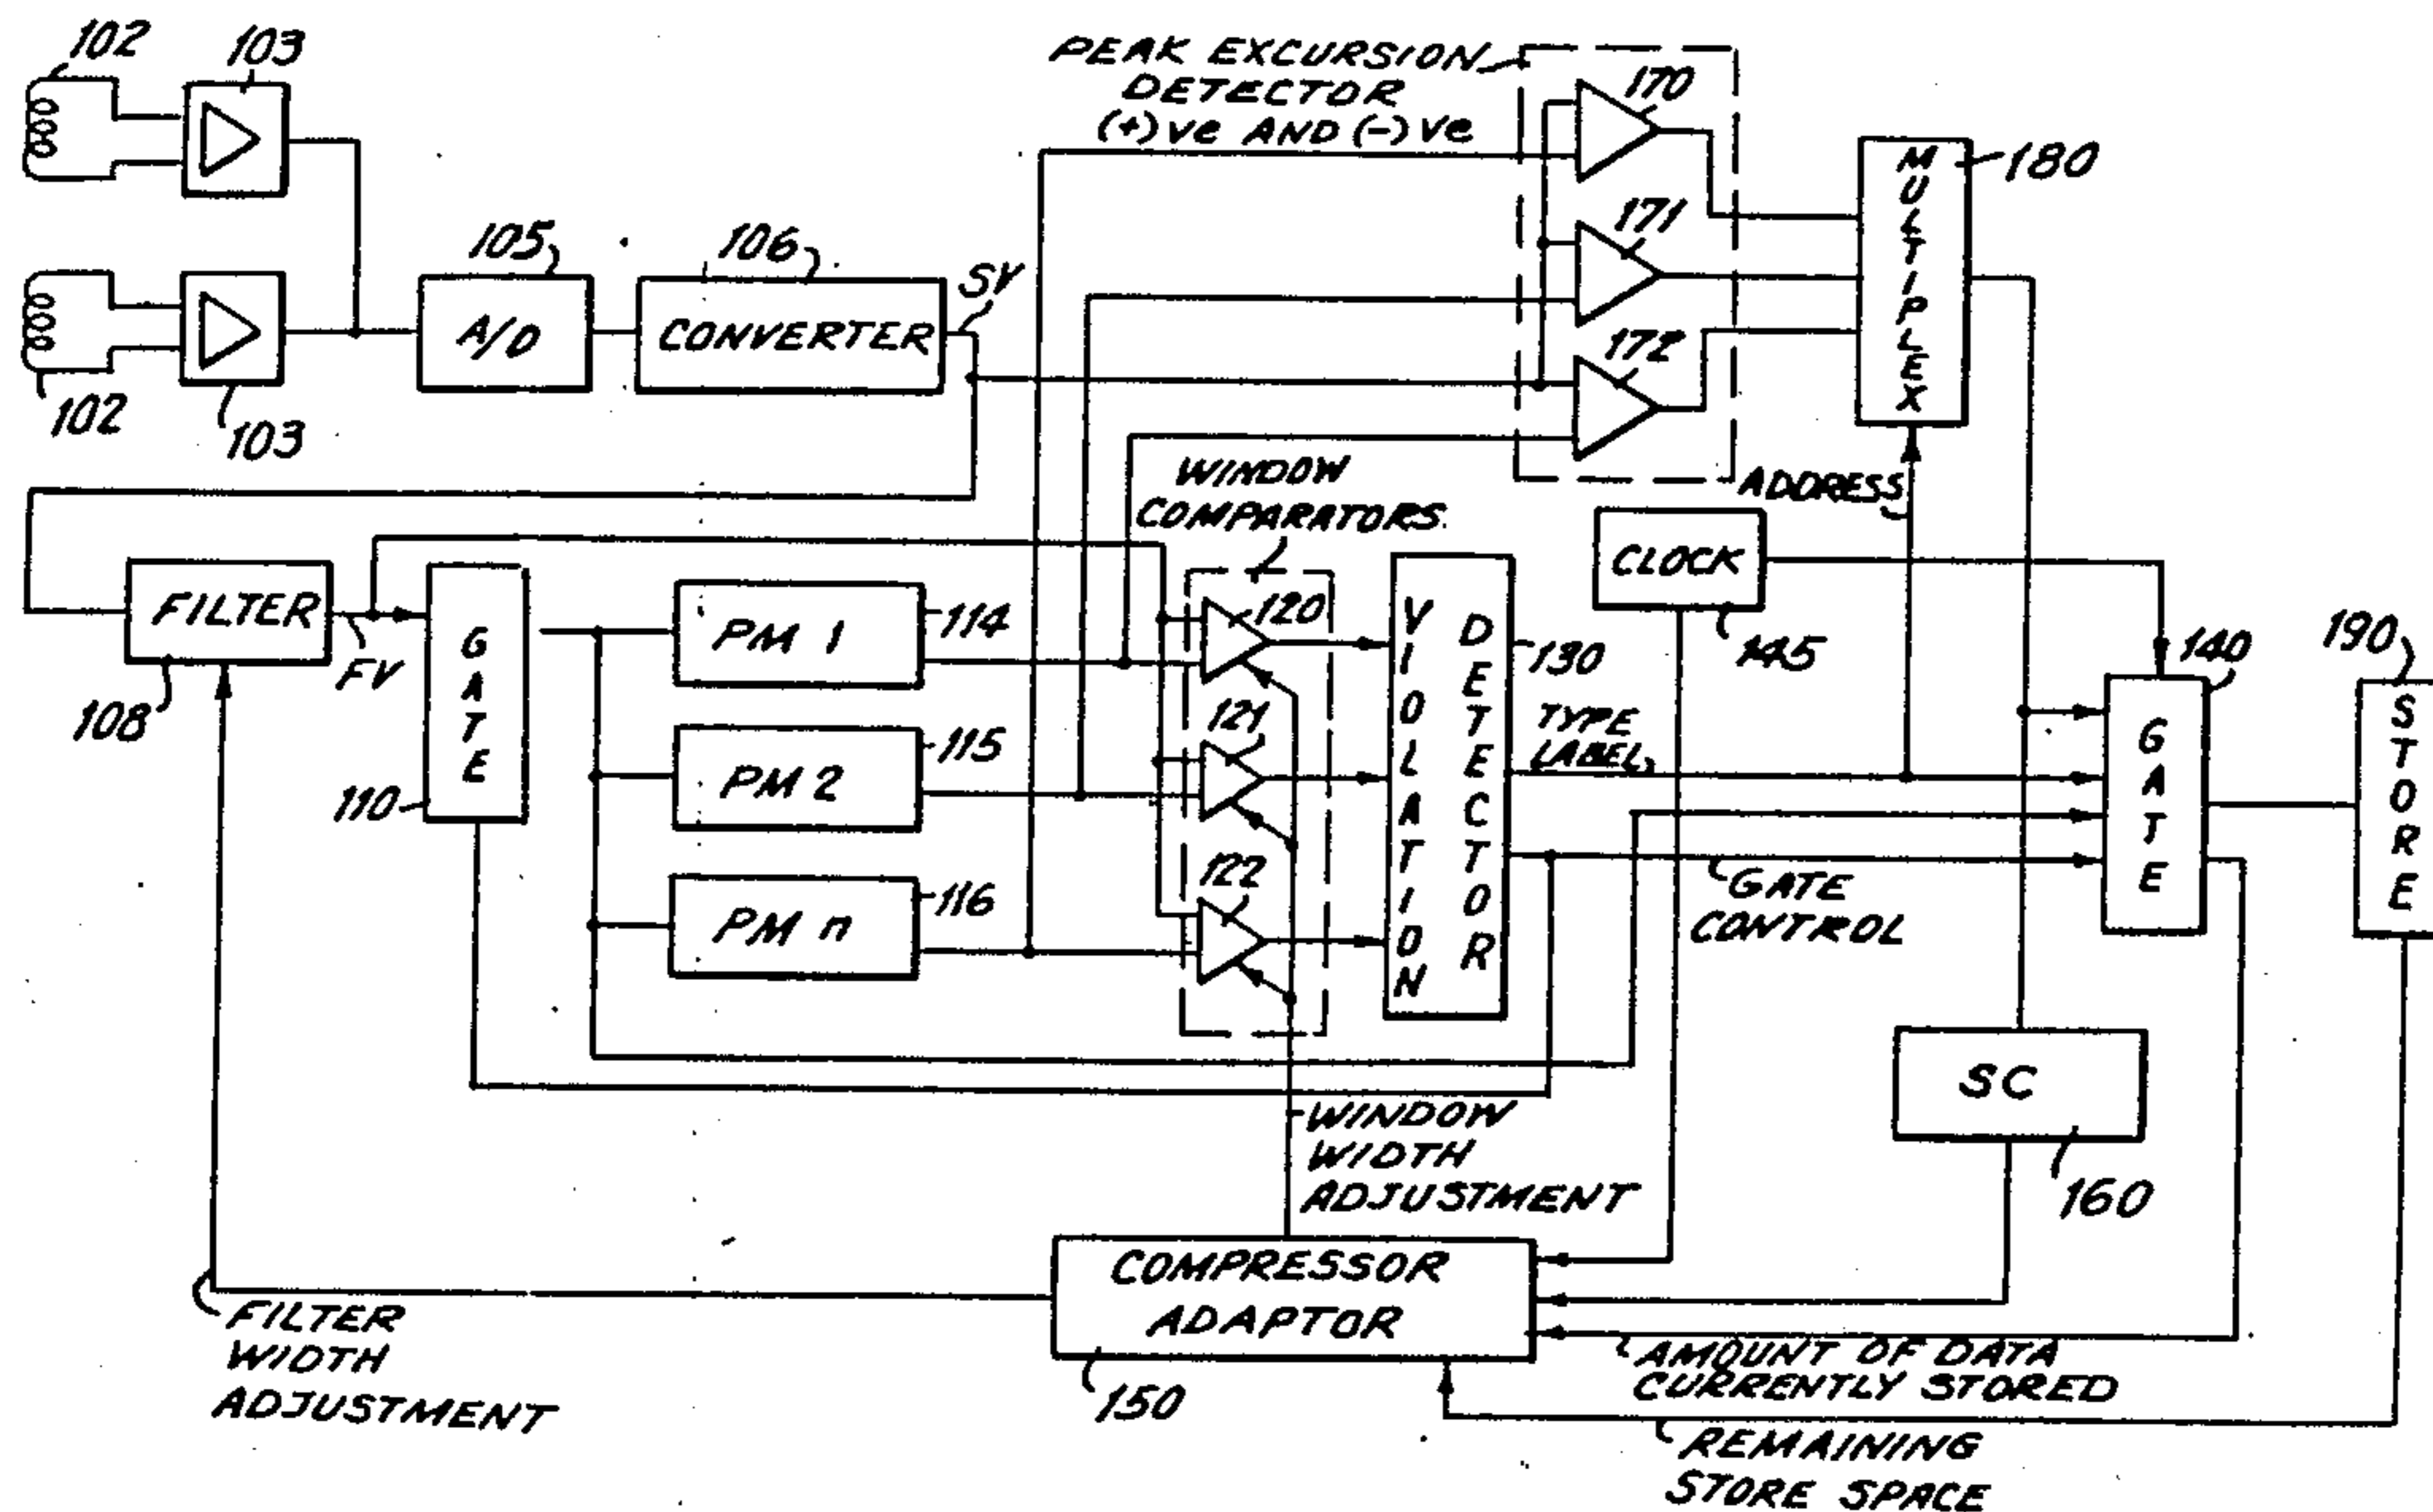 102
103
PEAK EXCURSION
DETECTOR
(+)ve AND (-)ve
170
MULTIPLEX
180
171
172
105
106
SV
A/D
CONVERTER
102
103
WINDOW
COMPARATORS
ADDRESS
CLOCK
145
FILTER
FV
108
GATE
110
PM 1
114
PM 2
115
PM n
116
120
121
122
VIOLATION
DETECTOR
130
TYPE
LABEL
GATE
CONTROL
140
GATE
190
STORE
SC
160
WINDOW
WIDTH
ADJUSTMENT
COMPRESSOR
ADAPTOR
150
FILTER
WIDTH
ADJUSTMENT
AMOUNT OF DATA
CURRENTLY STORED
REMAINING
STORE SPACE